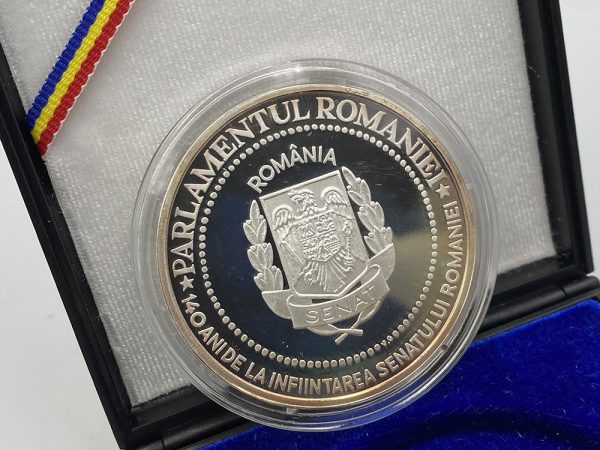 ★ PARLAMENTUL ROMANIEI ★
140 ANI DE LA INFIINTAREA SENATULUI ROMANIEI
ROMÂNIA
SENAT